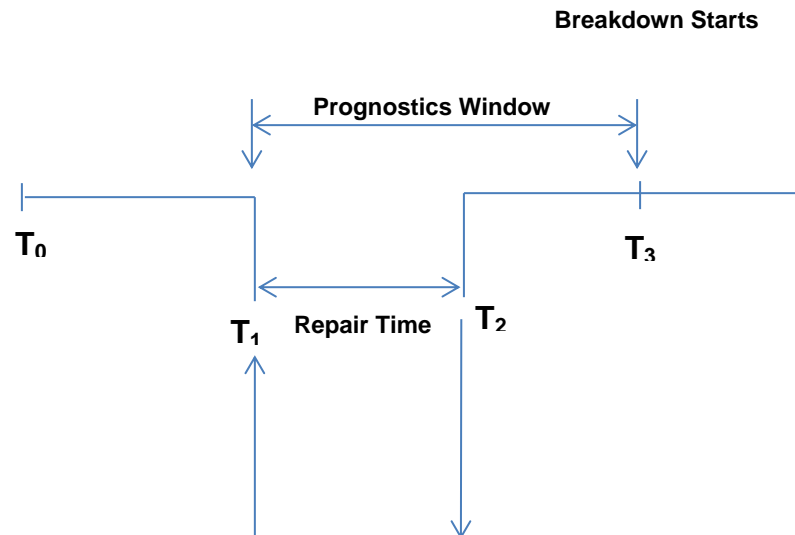 Breakdown Starts
Prognostics Window
T₀
T₃
T₁
Repair Time
T₂